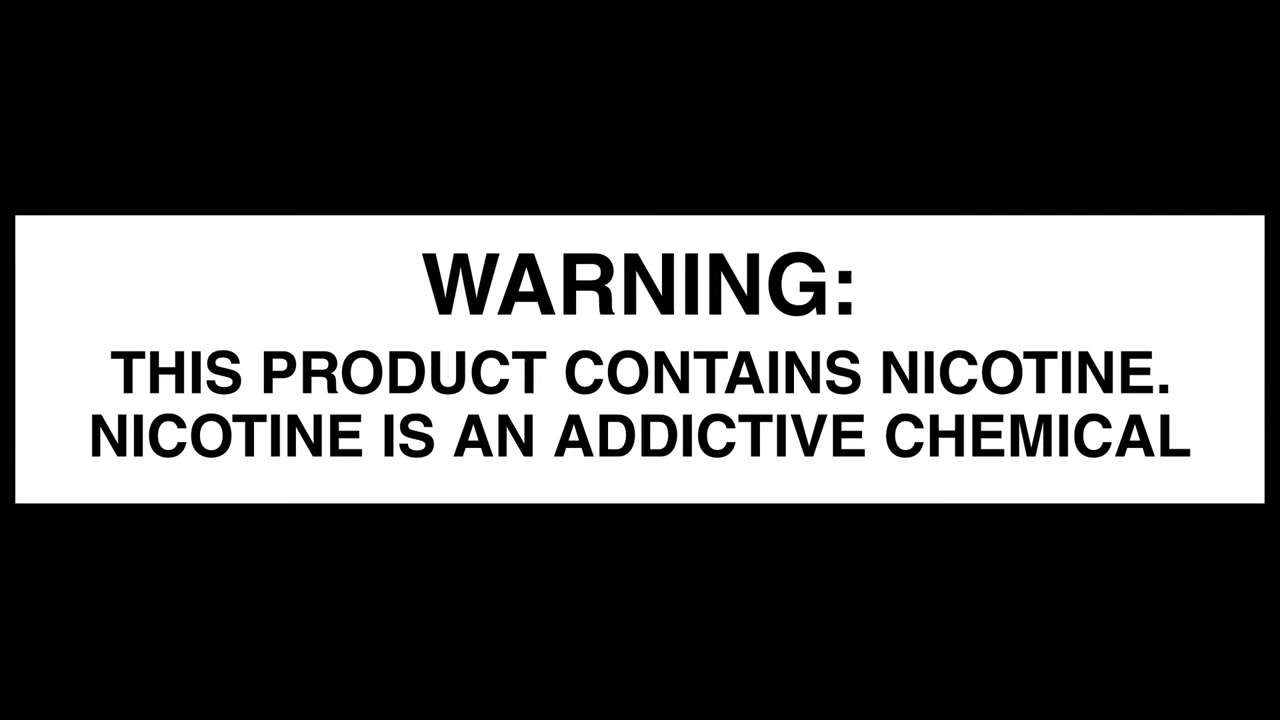 WARNING:
THIS PRODUCT CONTAINS NICOTINE.
NICOTINE IS AN ADDICTIVE CHEMICAL